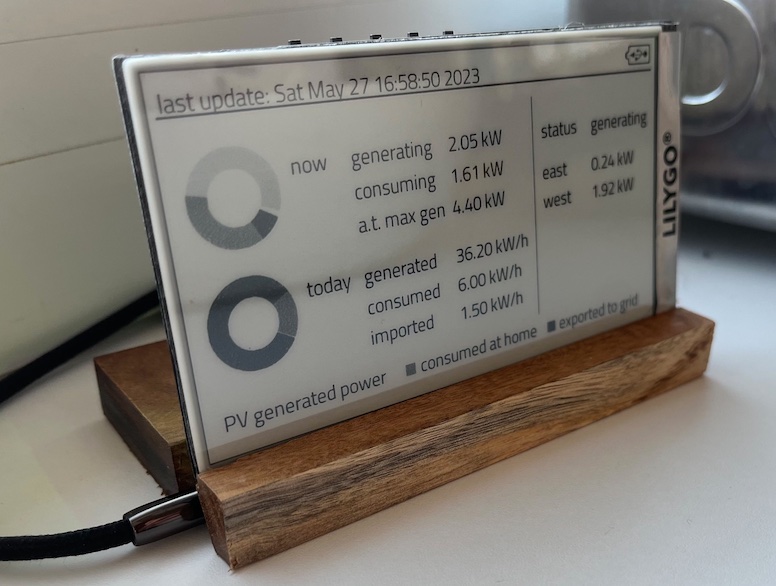 last update: Sat May 27 16:58:50 2023
now generating 2.05 kW
consuming 1.61 kW
a.t. max gen 4.40 kW
today generated 36.20 kW/h
consumed 6.00 kW/h
imported 1.50 kW/h
PV generated power ■ consumed at home ■ exported to grid
status generating
east 0.24 kW
west 1.92 kW
LILYGO®